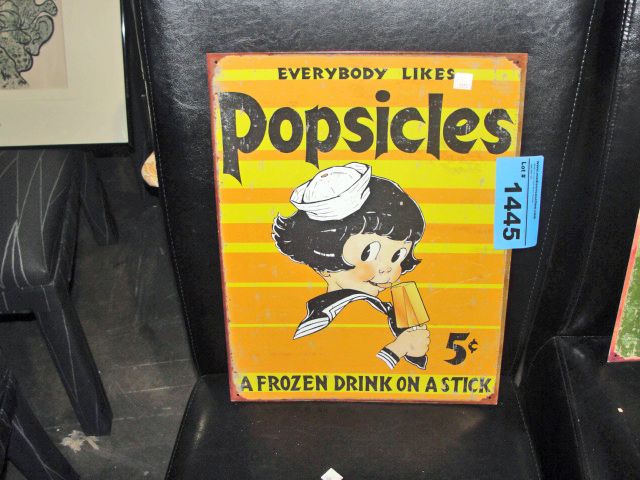 EVERYBODY LIKES
Popsicles
5¢
A FROZEN DRINK ON A STICK
Lot #
1445